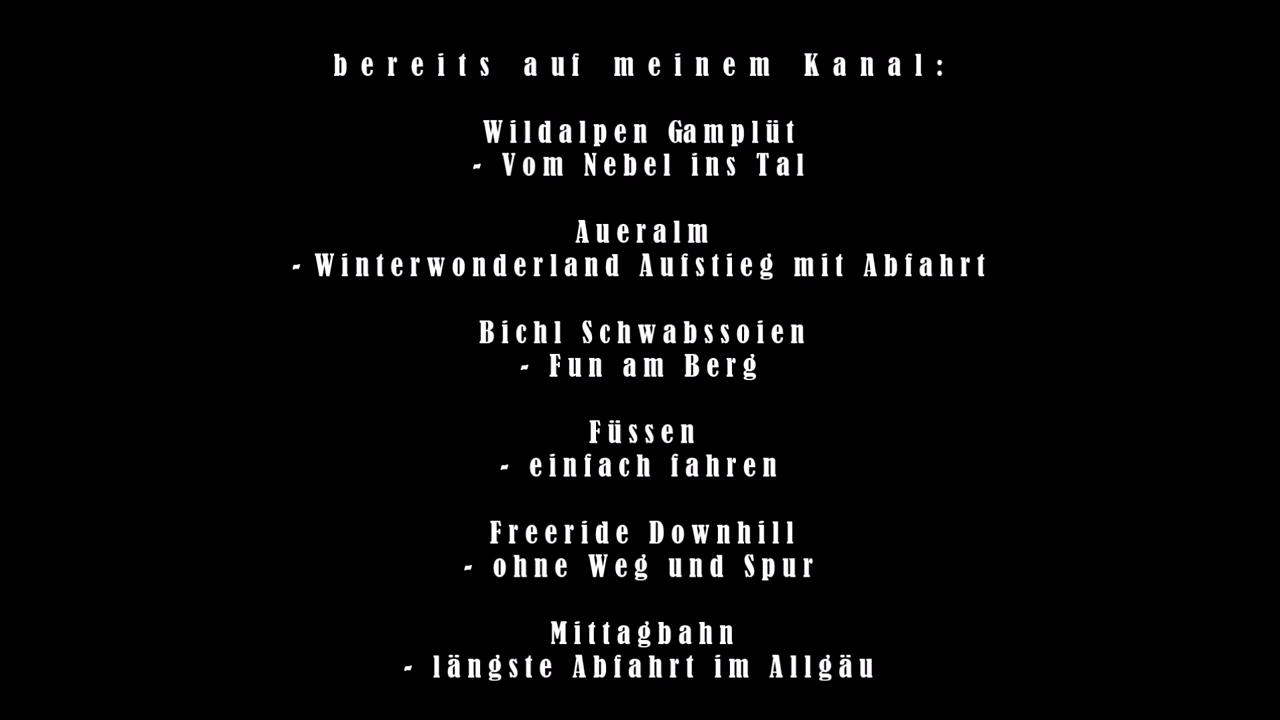 bereits auf meinem Kanal:
Wildalpen Gamplüt
- Vom Nebel ins Tal
Aueralm
- Winterwonderland Aufstieg mit Abfahrt
Bichl Schwabssoien
- Fun am Berg
Füssen
- einfach fahren
Freeride Downhill
- ohne Weg und Spur
Mittagbahn
- längste Abfahrt im Allgäu